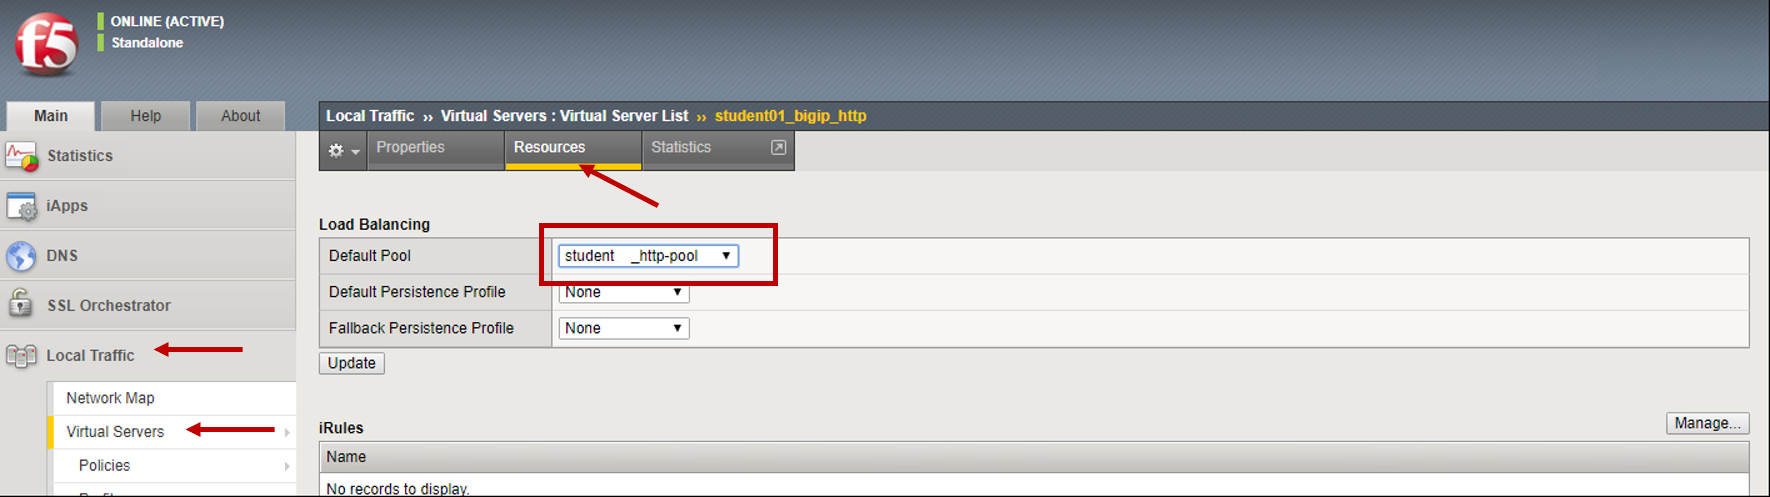 f5
ONLINE (ACTIVE)
Standalone
Main Help About
Local Traffic ›› Virtual Servers : Virtual Server List ›› student01_bigip_http
Properties Resources Statistics
Statistics
iApps
DNS
SSL Orchestrator
Local Traffic
Network Map
Virtual Servers
Policies
Load Balancing
Default Pool student _http-pool
Default Persistence Profile None
Fallback Persistence Profile None
Update
iRules Manage...
Name
No records to display.